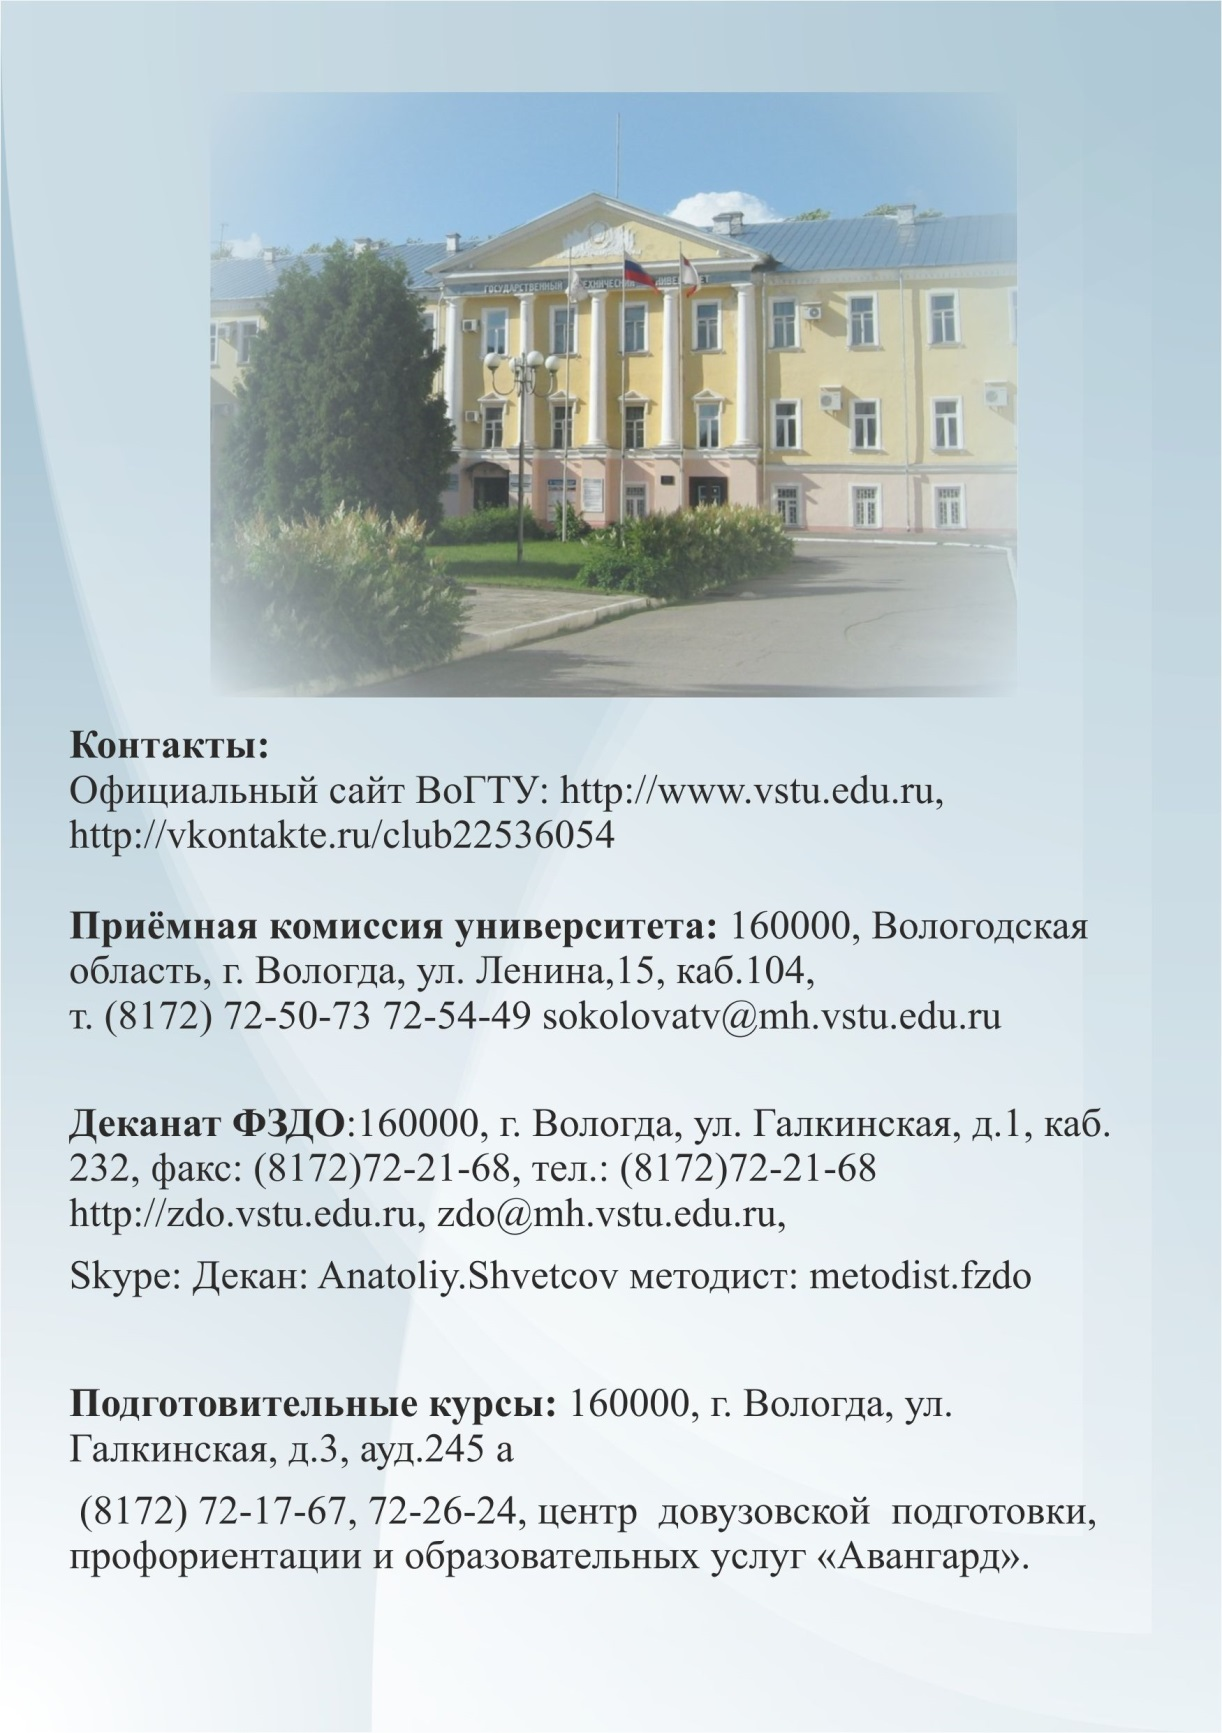 ГОСУДАРСТВЕННЫЙ
Контакты:
Официальный сайт ВоГТУ: http://www.vstu.edu.ru,
http://vkontakte.ru/club22536054
Приёмная комиссия университета: 160000, Вологодская
область, г. Вологда, ул. Ленина,15, каб.104,
т. (8172) 72-50-73 72-54-49 sokolovatv@mh.vstu.edu.ru
Деканат ФЗДО:160000, г. Вологда, ул. Галкинская, д.1, каб.
232, факс: (8172)72-21-68, тел.: (8172)72-21-68
http://zdo.vstu.edu.ru, zdo@mh.vstu.edu.ru,
Skype: Декан: Anatoliy.Shvetcov методист: metodist.fzdo
Подготовительные курсы: 160000, г. Вологда, ул.
Галкинская, д.3, ауд.245 а
(8172) 72-17-67, 72-26-24, центр довузовской подготовки,
профориентации и образовательных услуг «Авангард».